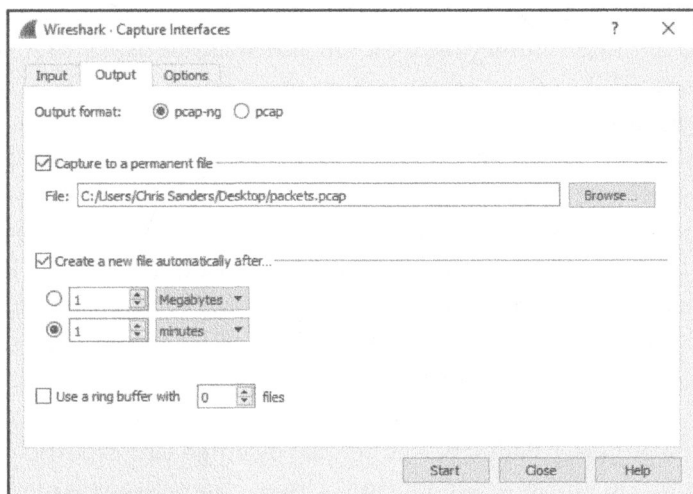 Wireshark · Capture Interfaces ? X
Input Output Options
Output format: pcap-ng pcap
Capture to a permanent file
File: C:/Users/Chris Sanders/Desktop/packets.pcap Browse...
Create a new file automatically after...
1 Megabytes
1 minutes
Use a ring buffer with 0 files
Start Close Help